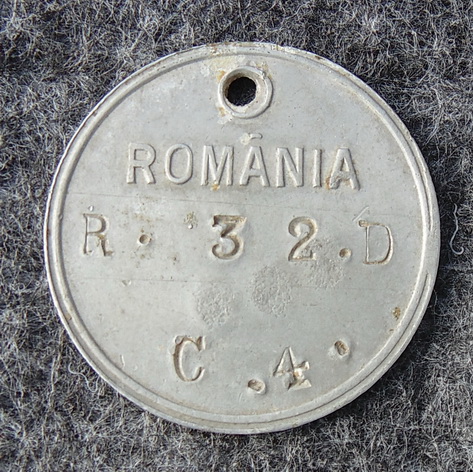 ROMÂNIA
R. 32.D
C.4.